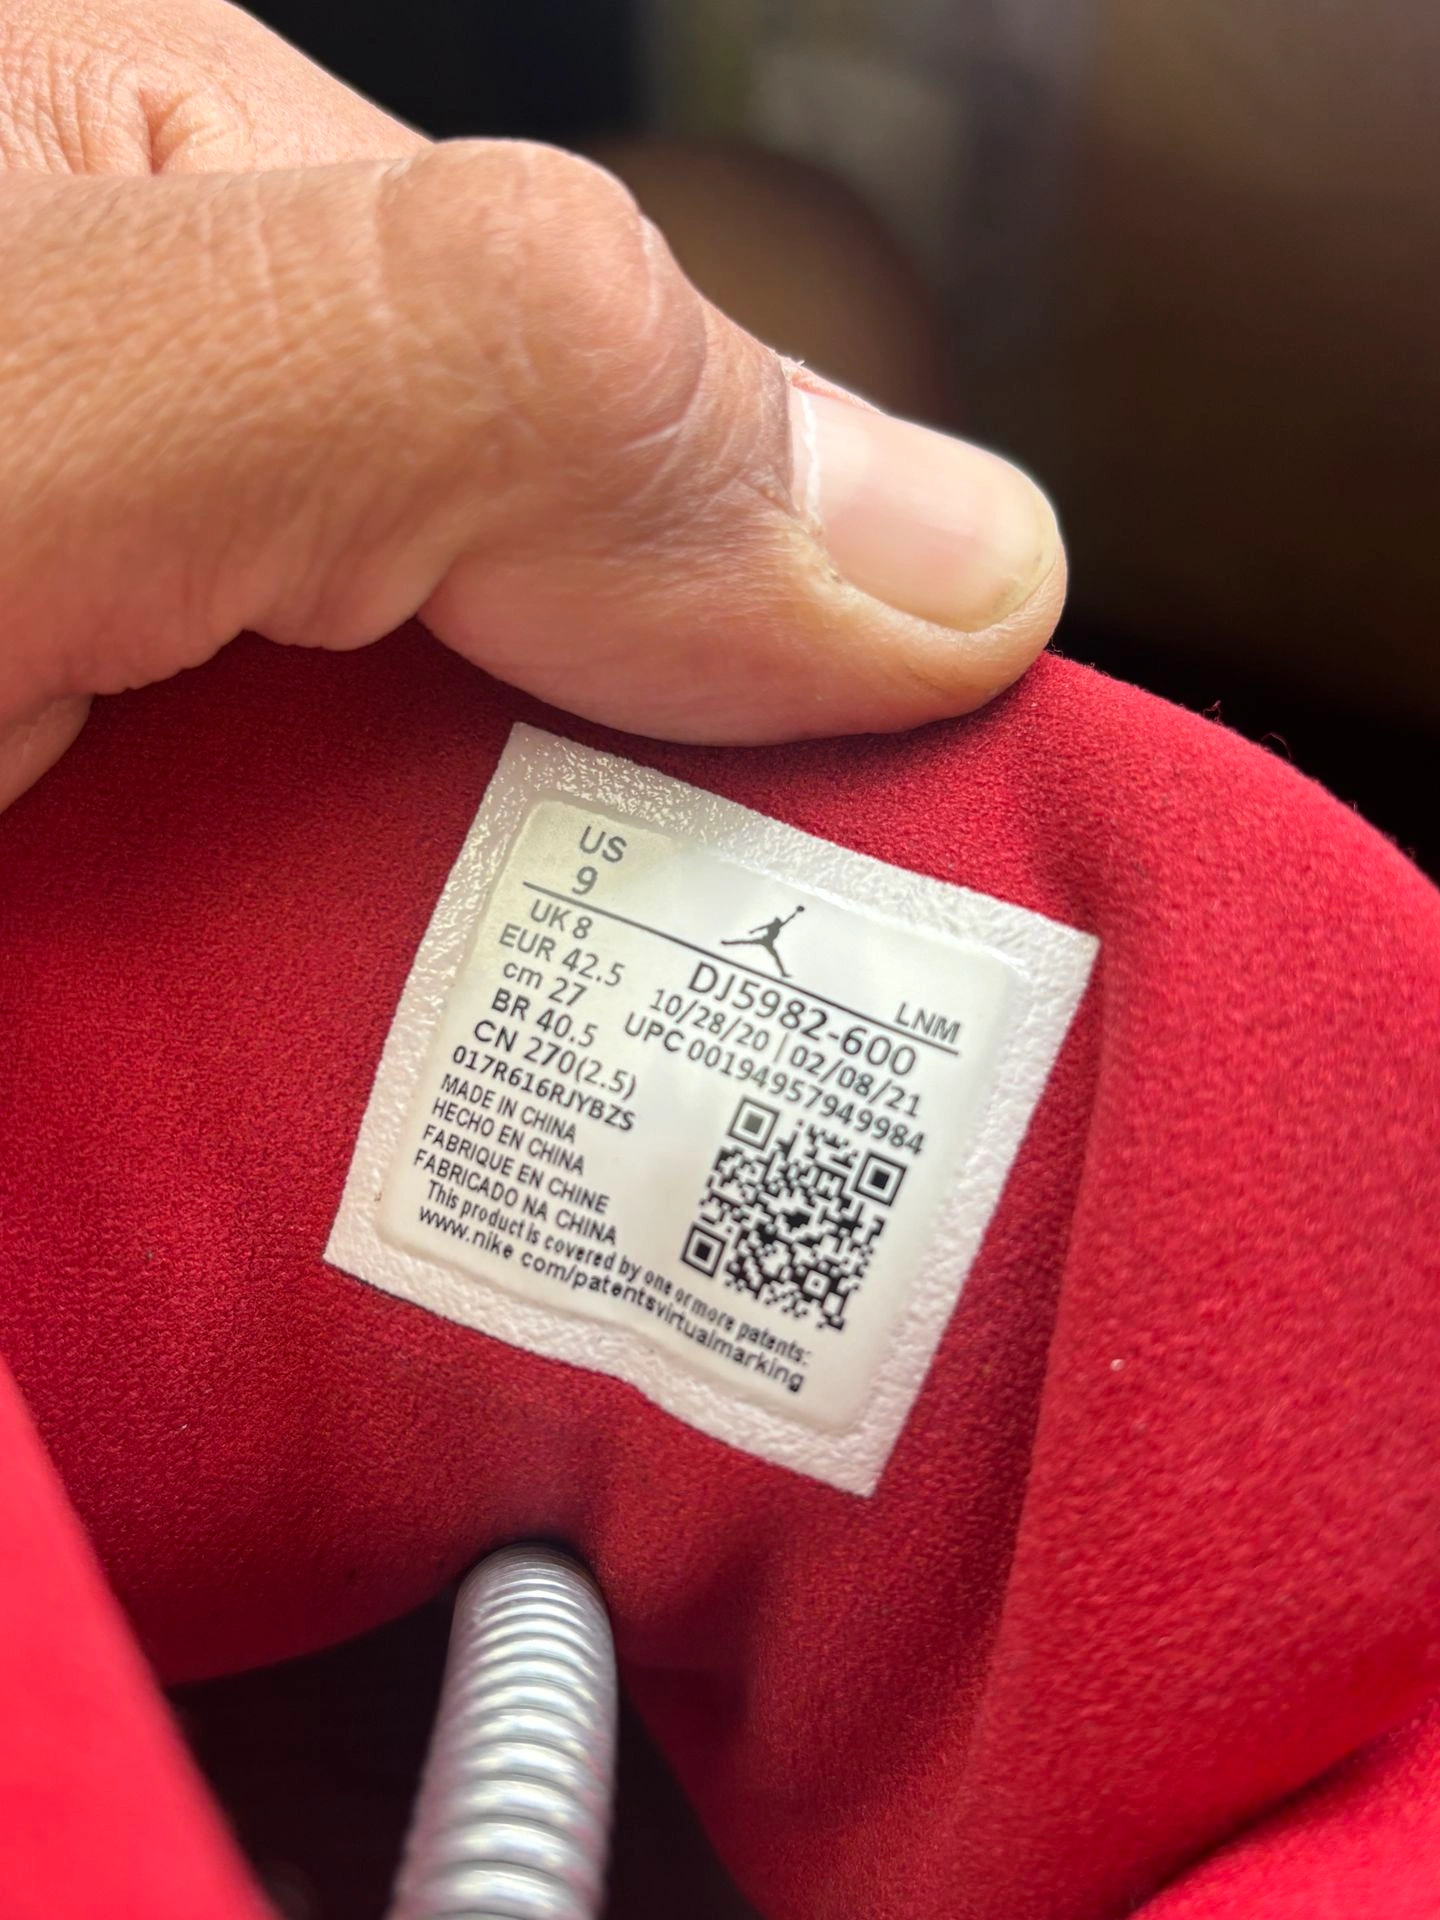 US
9
UK 8
EUR 42.5
cm 27
BR 40.5
CN 270(2.5)
017R616RJYBZS
MADE IN CHINA
HECHO EN CHINA
FABRIQUE EN CHINE
FABRICADO NA CHINA
This product is covered by one or more patents:
www.nike com/patentsvirtualmarking
LNM
DJ5982-600
10/28/20 | 02/08/21
UPC 00194957949984